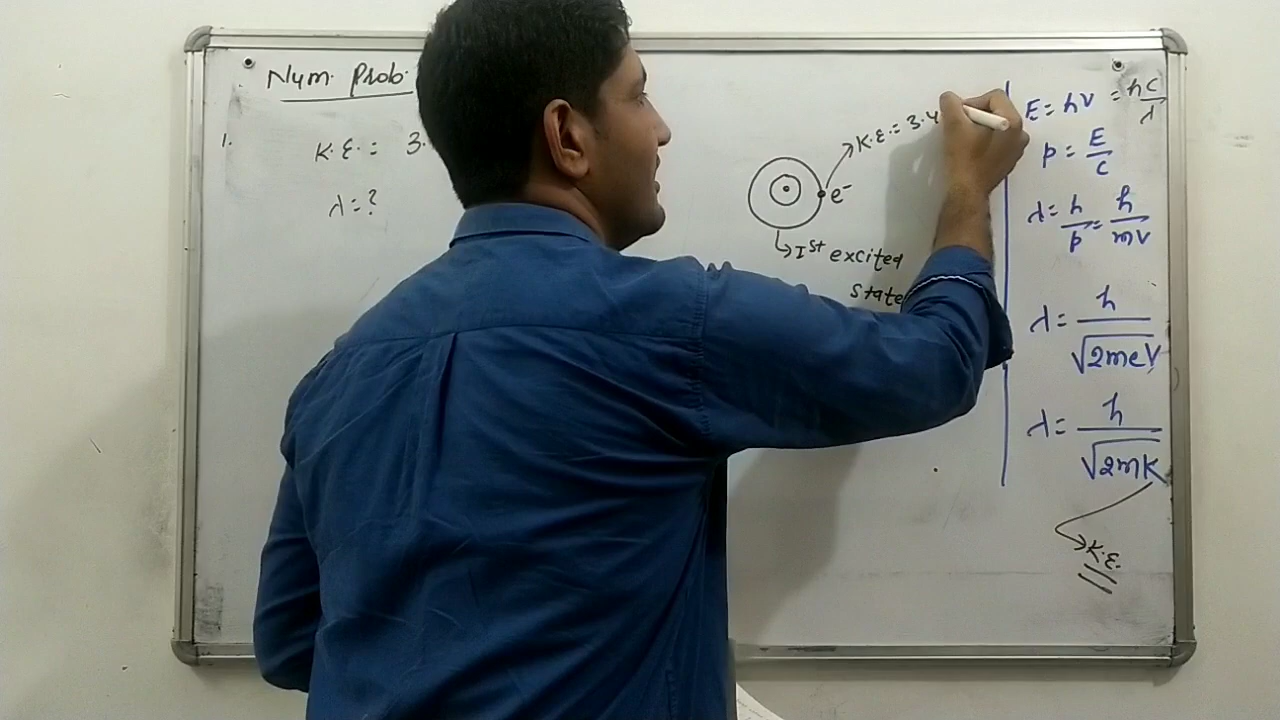 Num. Prob.
1.
K.E. = 3.
λ = ?
K.E. = 3.4
e⁻
Iˢᵗ excited
state
E = hν = hc/λ
p = E/c
λ = h/p = h/mv
λ = h/√2meV
λ = h/√2mK
K.E.